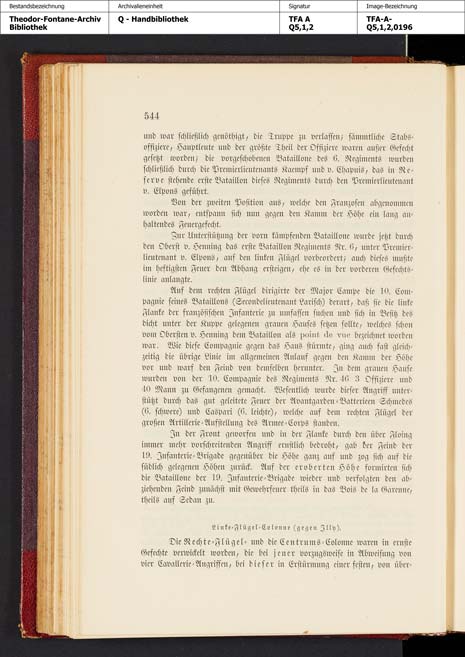 Bestandsbezeichnung Archivalieneinheit Signatur Image-Bezeichnung
Theodor-Fontane-Archiv Q - Handbibliothek TFA A TFA-A-
Bibliothek Q5,1,2 Q5,1,2,0196
544
und war schließlich genöthigt, die Truppe zu verlassen; sämmtliche Stabs-
offiziere, Hauptleute und der größte Theil der Offiziere waren außer Gefecht
gesetzt worden; die vorgeschobenen Bataillone des 6. Regiments wurden
schließlich durch die Premierlieutenants Kaempf und v. Chapuis, das in Re-
serve stehende erste Bataillon dieses Regiments durch den Premierlieutenant
v. Elpons geführt.
Von der zweiten Position aus, welche den Franzosen abgenommen
worden war, entspann sich nun gegen den Kamm der Höhe ein lang an-
haltendes Feuergefecht.
Zur Unterstützung der vorn kämpfenden Bataillone wurde jetzt durch
den Oberst v. Henning das erste Bataillon Regiments Nr. 6, unter Premier-
lieutenant v. Elpons, auf den linken Flügel vorbeordert; auch dieses mußte
im heftigsten Feuer den Abhang ersteigen, ehe es in der vorderen Gefechts-
linie anlangte.
Auf dem rechten Flügel dirigirte der Major Campe die 10. Com-
pagnie seines Bataillons (Secondelieutenant Larisch) derart, daß sie die linke
Flanke der französischen Infanterie zu umfassen suchen und sich in Besitz des
dicht unter der Kuppe gelegenen grauen Hauses setzen sollte, welches schon
vom Obersten v. Henning dem Bataillon als point de vue bezeichnet worden
war. Wie diese Compagnie gegen das Haus stürmte, ging auch fast gleich-
zeitig die übrige Linie im allgemeinen Anlauf gegen den Kamm der Höhe
vor und warf den Feind von demselben herunter. In dem grauen Hause
wurden von der 10. Compagnie des Regiments Nr. 46 3 Offiziere und
40 Mann zu Gefangenen gemacht. Wesentlich wurde dieser Angriff unter-
stützt durch das gut geleitete Feuer der Avantgarden-Batterieen Schmedes
(6. schwere) und Caspari (6. leichte), welche auf dem rechten Flügel der
großen Artillerie-Aufstellung des Armee-Corps standen.
In der Front geworfen und in der Flanke durch den über Floing
immer mehr vorschreitenden Angriff ernstlich bedroht, gab der Feind der
19. Infanterie-Brigade gegenüber die Höhe ganz auf und zog sich auf die
südlich gelegenen Höhen zurück. Auf der eroberten Höhe formirten sich
die Bataillone der 19. Infanterie-Brigade wieder und verfolgten den ab-
ziehenden Feind zunächst mit Gewehrfeuer theils in das Bois de la Garenne,
theils auf Sedan zu.
Linke-Flügel-Colonne (gegen Illy).
Die Rechte-Flügel- und die Centrums-Colonne waren in ernste
Gefechte verwickelt worden, die bei jener vorzugsweise in Abweisung von
vier Cavallerie-Angriffen, bei dieser in Erstürmung einer festen, von über-